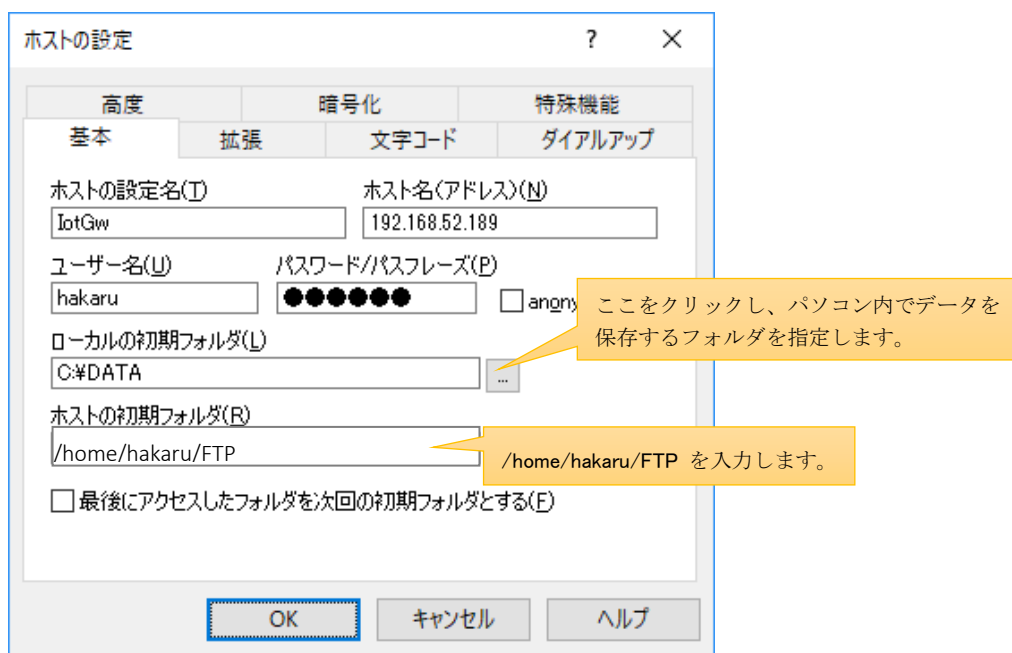 ホストの設定 ? ×
高度 暗号化 特殊機能
基本 拡張 文字コード ダイアルアップ
ホストの設定名(T) ホスト名(アドレス)(N)
IotGw 192.168.52.189
ユーザー名(U) パスワード/パスフレーズ(P)
hakaru ●●●●●● anony
ここをクリックし、パソコン内でデータを
保存するフォルダを指定します。
ローカルの初期フォルダ(L)
C:¥DATA ...
ホストの初期フォルダ(R)
/home/hakaru/FTP
/home/hakaru/FTP を入力します。
最後にアクセスしたフォルダを次回の初期フォルダとする(F)
OK キャンセル ヘルプ